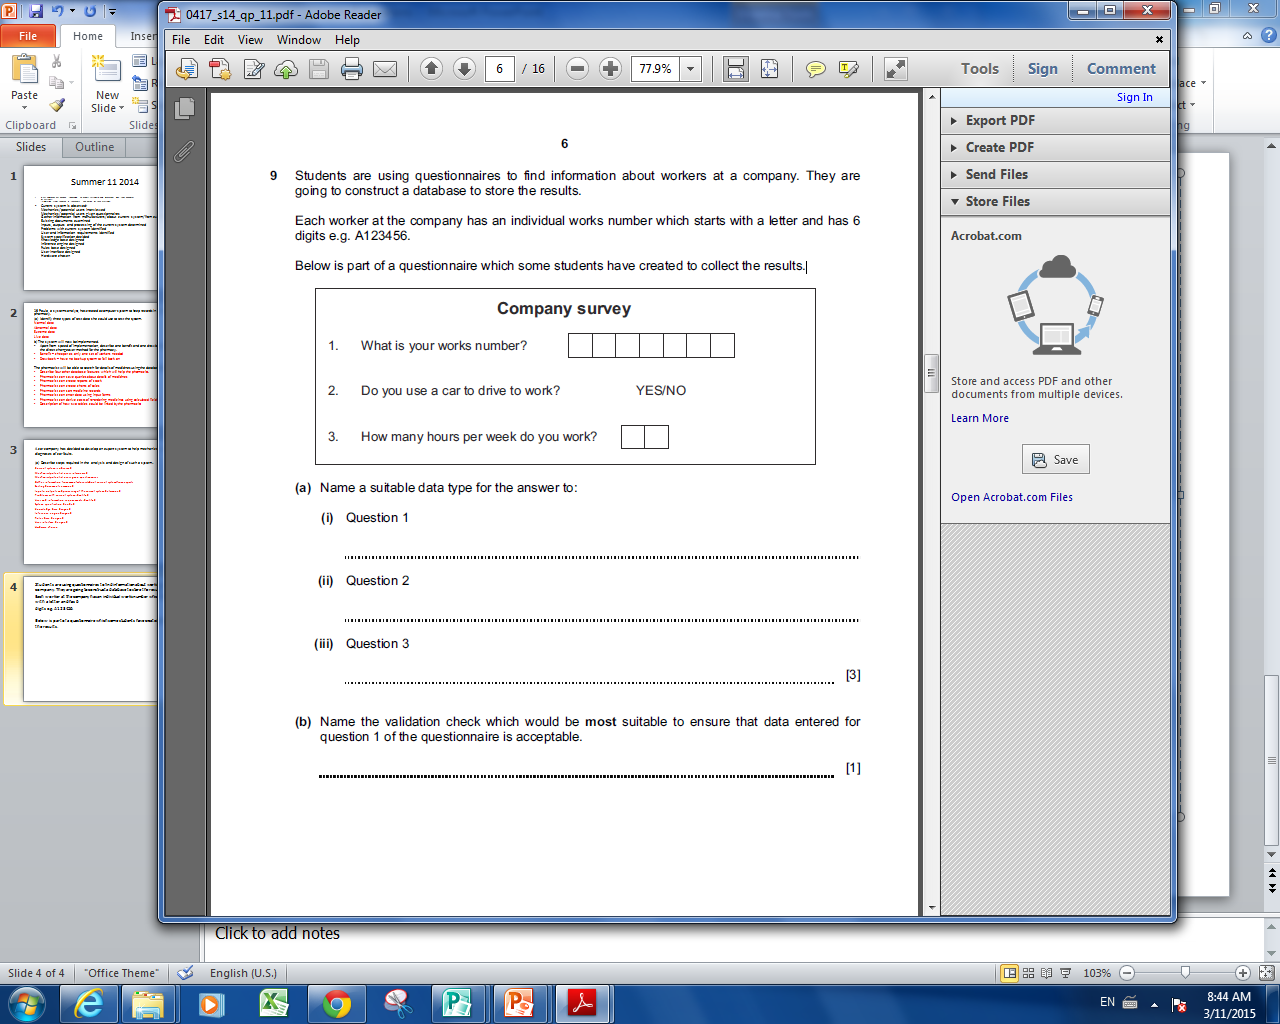 0417_s14_qp_11.pdf - Adobe Reader
File Edit View Window Help
6 / 16 77.9% Tools Sign Comment
Sign In
Export PDF
Create PDF
Send Files
Store Files
Acrobat.com
Store and access PDF and other
documents from multiple devices.
Learn More
Save
Open Acrobat.com Files
6
9 Students are using questionnaires to find information about workers at a company. They are
going to construct a database to store the results.
Each worker at the company has an individual works number which starts with a letter and has 6
digits e.g. A123456.
Below is part of a questionnaire which some students have created to collect the results.
Company survey
1. What is your works number?
2. Do you use a car to drive to work? YES/NO
3. How many hours per week do you work?
(a) Name a suitable data type for the answer to:
(i) Question 1
(ii) Question 2
(iii) Question 3
[3]
(b) Name the validation check which would be most suitable to ensure that data entered for
question 1 of the questionnaire is acceptable.
[1]
File Home
Paste
New
Slide
Clipboard
Slides Outline
1
Summer 11 2014
2
3
4
Click to add notes
Slide 4 of 4 "Office Theme" English (U.S.) 103%
EN 8:44 AM
3/11/2015